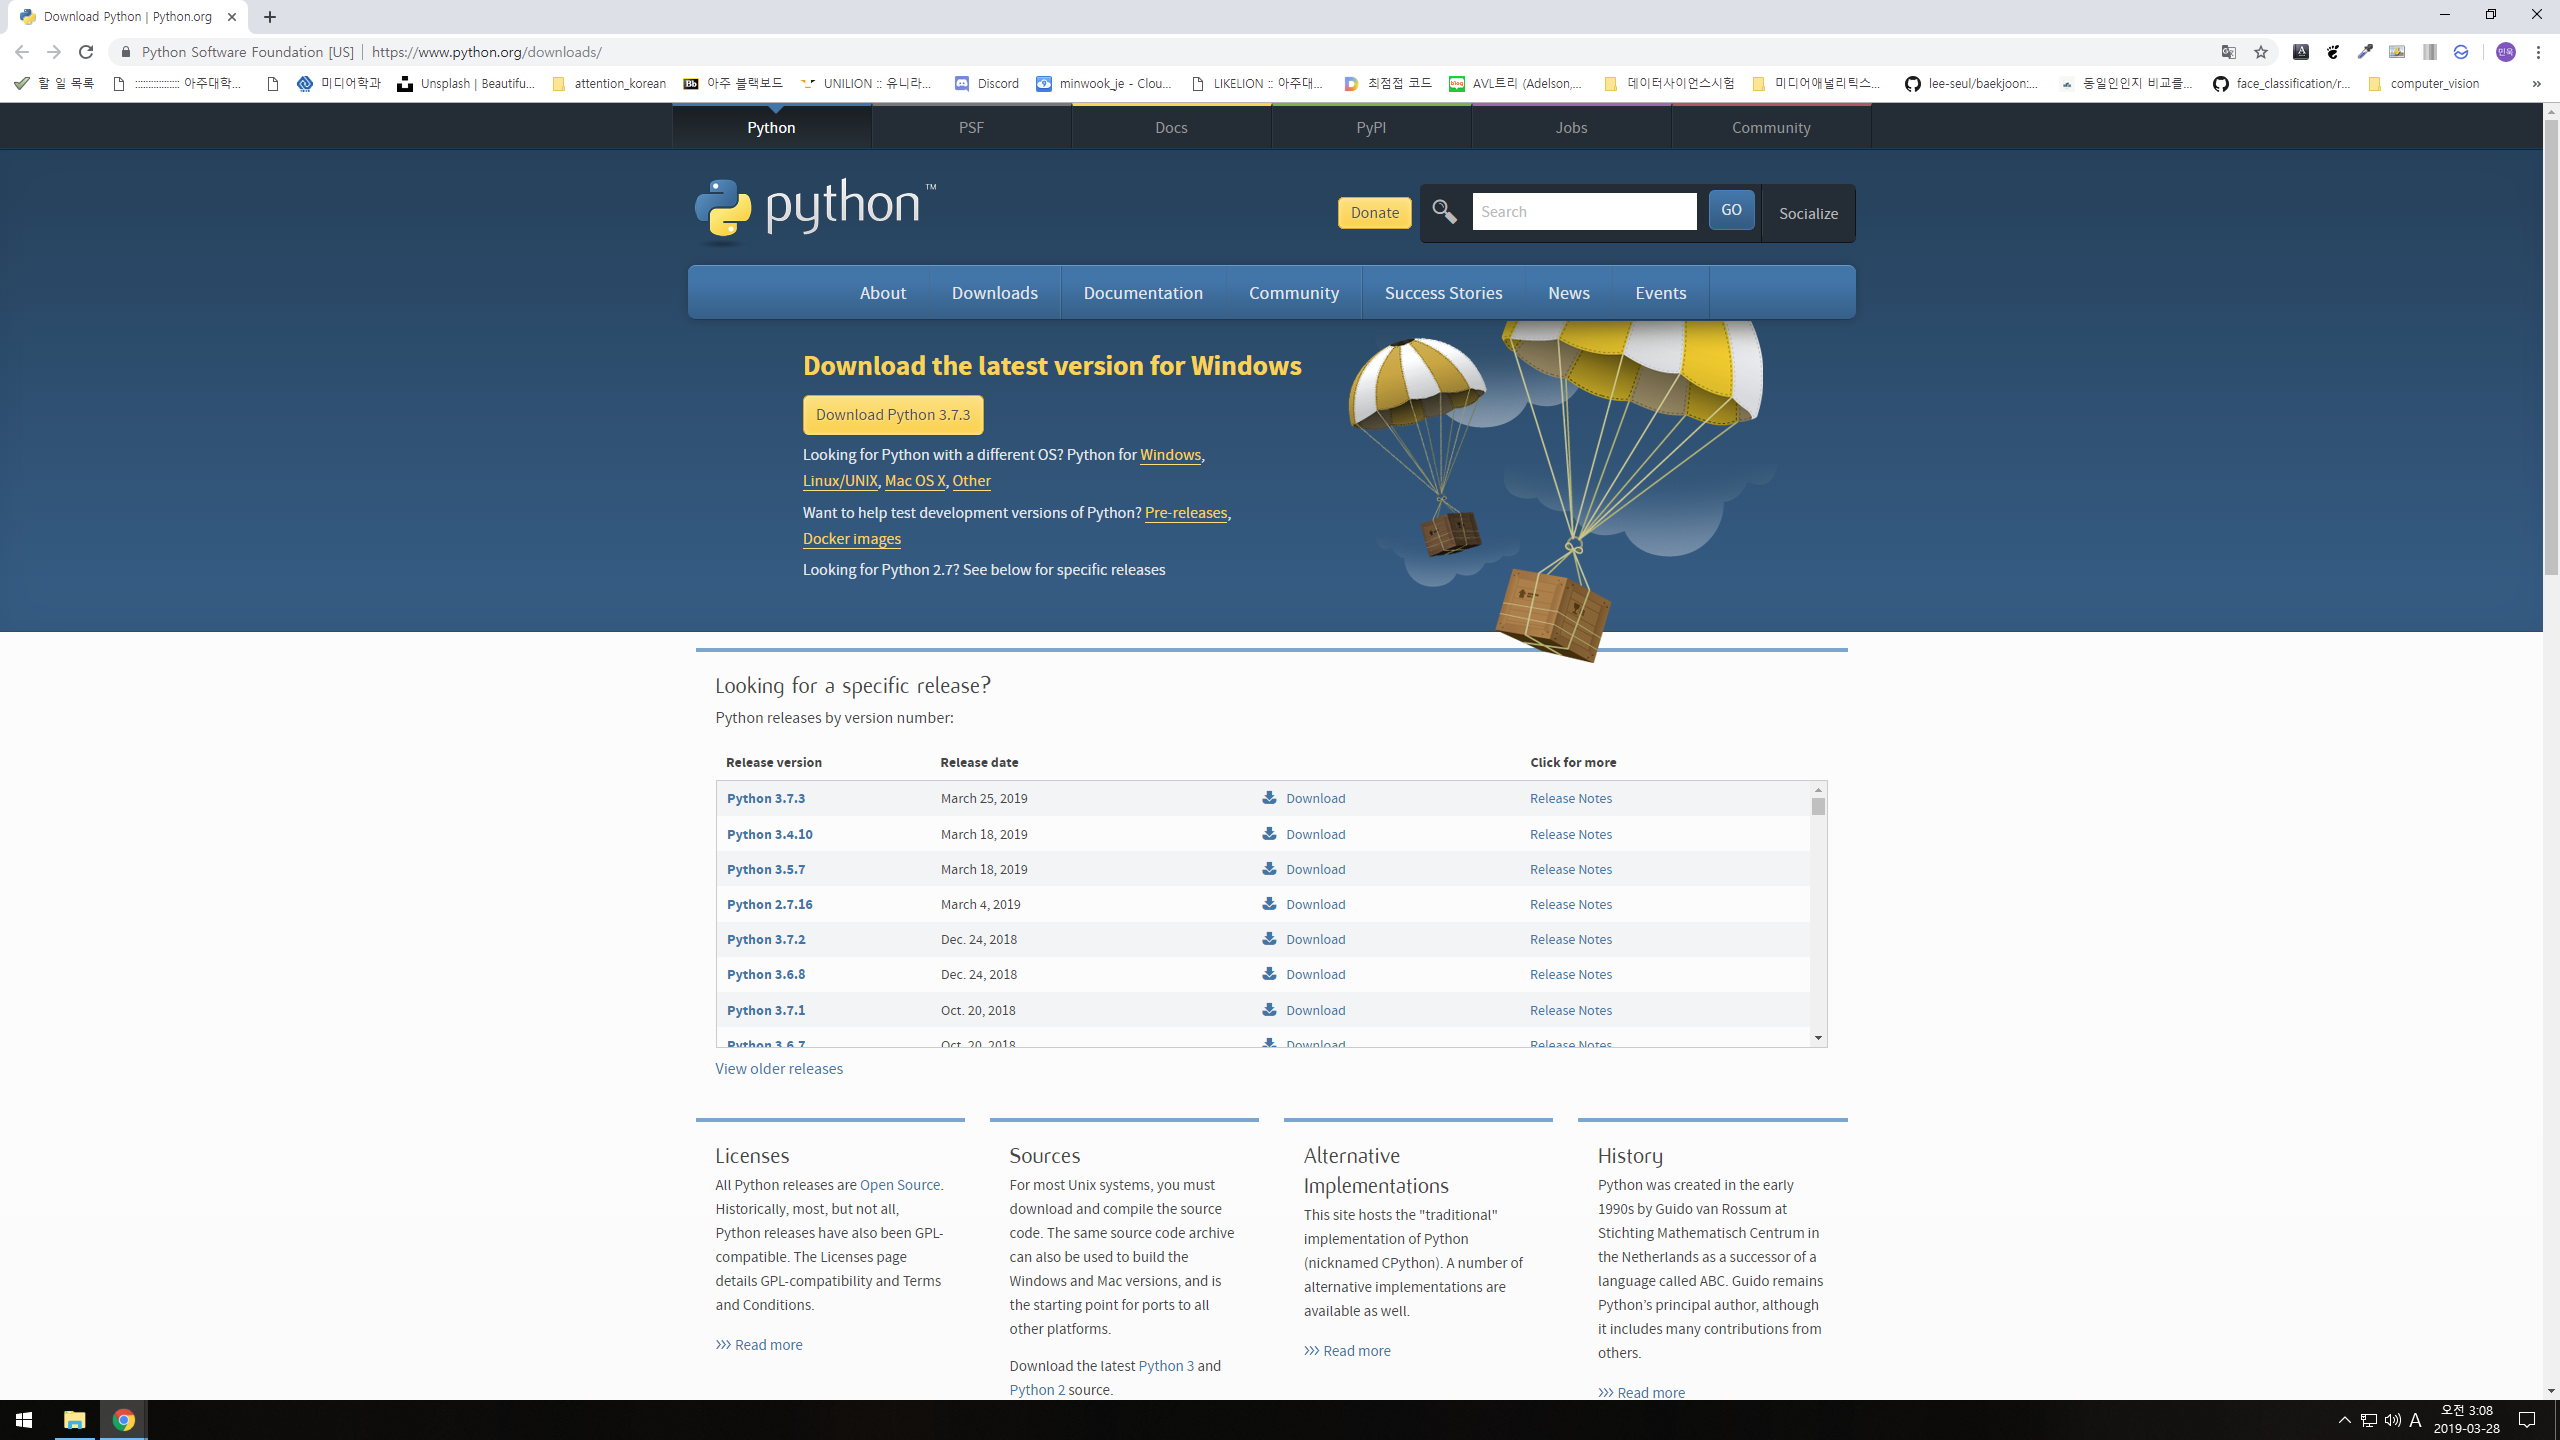 Download Python | Python.org
Python Software Foundation [US] | https://www.python.org/downloads/
할 일 목록 :::::::::::::::: 아주대학... 미디어학과 Unsplash | Beautifu... attention_korean 아주 블랙보드 UNILION :: 유니라... Discord minwook_je - Clou... LIKELION :: 아주대... 최점접 코드 AVL트리 (Adelson,... 데이터사이언스시험 미디어애널리틱스... lee-seul/baekjoon:... 동일인인지 비교를... face_classification/r... computer_vision »
민욱
Python PSF Docs PyPI Jobs Community
python™
Donate Search GO Socialize
About Downloads Documentation Community Success Stories News Events
Download the latest version for Windows
Download Python 3.7.3
Looking for Python with a different OS? Python for Windows,
Linux/UNIX, Mac OS X, Other
Want to help test development versions of Python? Pre-releases,
Docker images
Looking for Python 2.7? See below for specific releases
Looking for a specific release?
Python releases by version number:
Release version Release date Click for more
Python 3.7.3 March 25, 2019 Download Release Notes
Python 3.4.10 March 18, 2019 Download Release Notes
Python 3.5.7 March 18, 2019 Download Release Notes
Python 2.7.16 March 4, 2019 Download Release Notes
Python 3.7.2 Dec. 24, 2018 Download Release Notes
Python 3.6.8 Dec. 24, 2018 Download Release Notes
Python 3.7.1 Oct. 20, 2018 Download Release Notes
Python 3.6.7 Oct. 20, 2018 Download Release Notes
View older releases
Licenses
All Python releases are Open Source.
Historically, most, but not all,
Python releases have also been GPL-
compatible. The Licenses page
details GPL-compatibility and Terms
and Conditions.
>>> Read more
Sources
For most Unix systems, you must
download and compile the source
code. The same source code archive
can also be used to build the
Windows and Mac versions, and is
the starting point for ports to all
other platforms.
Download the latest Python 3 and
Python 2 source.
Alternative
Implementations
This site hosts the "traditional"
implementation of Python
(nicknamed CPython). A number of
alternative implementations are
available as well.
>>> Read more
History
Python was created in the early
1990s by Guido van Rossum at
Stichting Mathematisch Centrum in
the Netherlands as a successor of a
language called ABC. Guido remains
Python’s principal author, although
it includes many contributions from
others.
>>> Read more
A
오전 3:08
2019-03-28